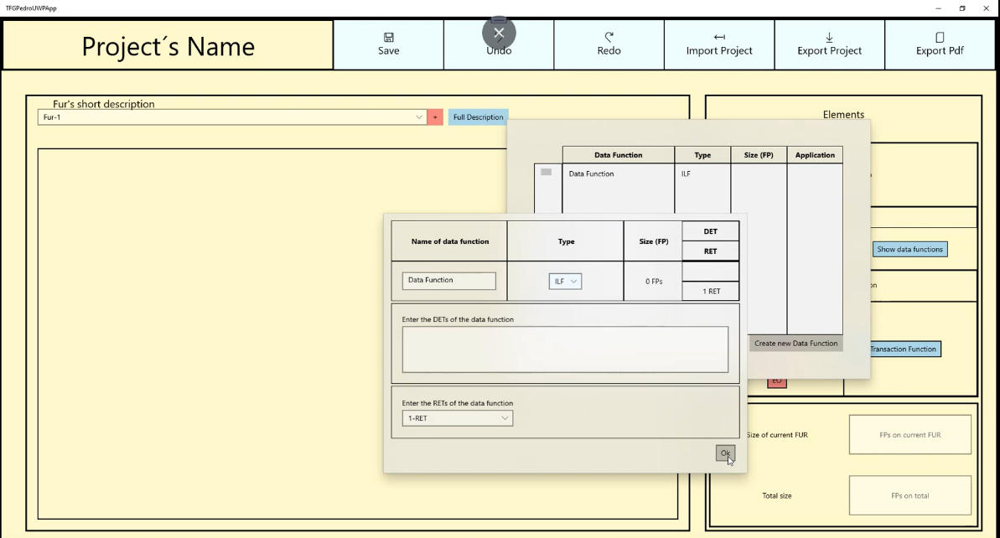 TFGPedroUWPApp
Project´s Name
Save
Undo
Redo
Import Project
Export Project
Export Pdf
Fur's short description
Fur-1
+
Full Description
Elements
Data Function Type Size (FP) Application
Data Function ILF
Show data functions
Create new Data Function
Transaction Function
EO
Name of data function Type Size (FP) DET
RET
Data Function ILF 0 FPs
1 RET
Enter the DETs of the data function
Enter the RETs of the data function
1-RET
Ok
Size of current FUR
FPs on current FUR
Total size
FPs on total